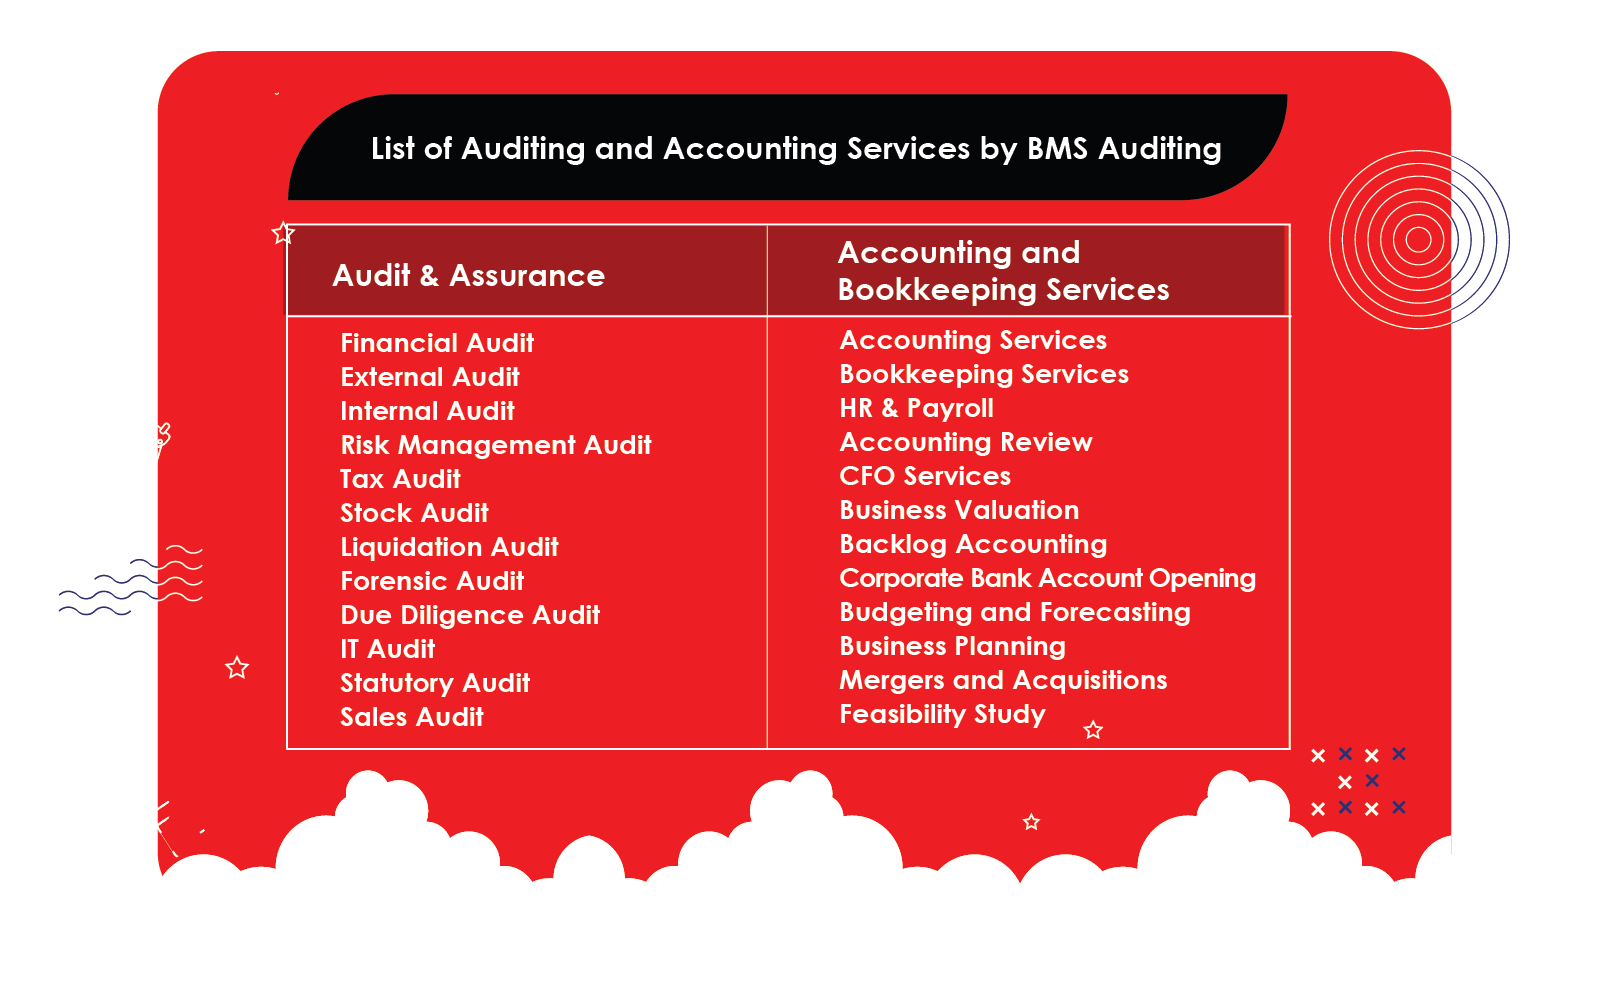 List of Auditing and Accounting Services by BMS Auditing
Audit & Assurance
Financial Audit
External Audit
Internal Audit
Risk Management Audit
Tax Audit
Stock Audit
Liquidation Audit
Forensic Audit
Due Diligence Audit
IT Audit
Statutory Audit
Sales Audit
Accounting and
Bookkeeping Services
Accounting Services
Bookkeeping Services
HR & Payroll
Accounting Review
CFO Services
Business Valuation
Backlog Accounting
Corporate Bank Account Opening
Budgeting and Forecasting
Business Planning
Mergers and Acquisitions
Feasibility Study